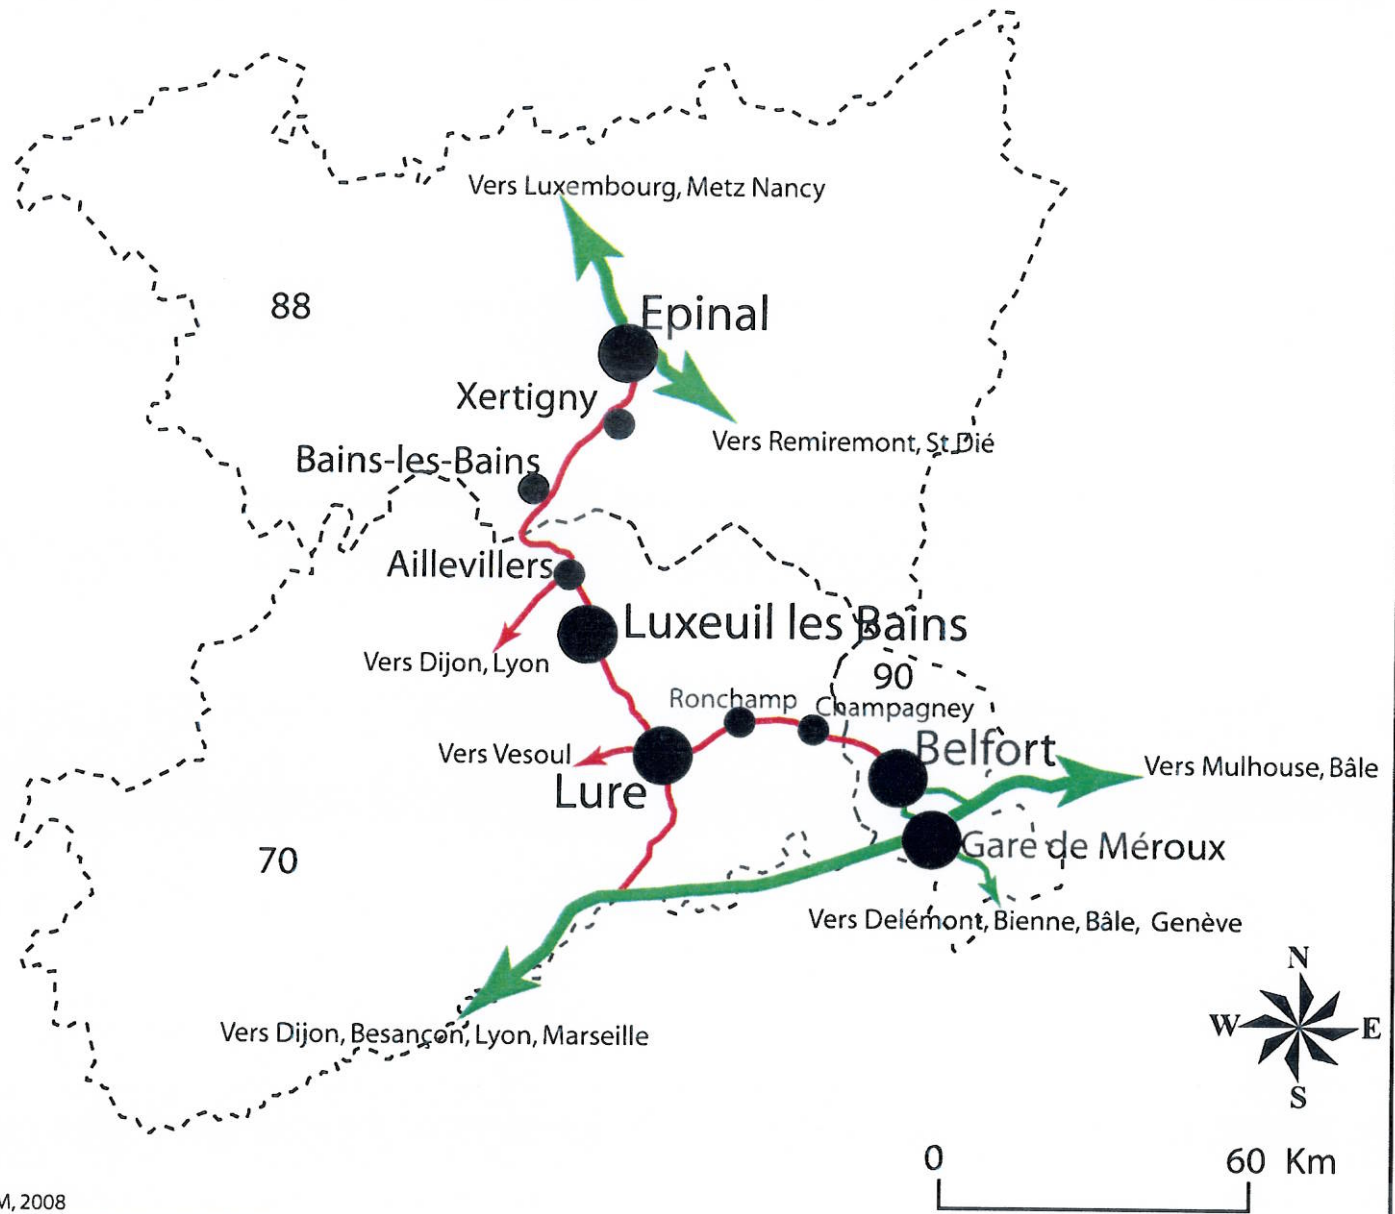 Vers Luxembourg, Metz Nancy
88
Epinal
Xertigny
Vers Remiremont, St Dié
Bains-les-Bains
Aillevillers
Luxeuil les Bains
Vers Dijon, Lyon
90
Ronchamp
Champagney
Belfort
Vers Vesoul
Vers Mulhouse, Bâle
Lure
Gare de Méroux
70
Vers Delémont, Bienne, Bâle, Genève
N
W E
S
Vers Dijon, Besançon, Lyon, Marseille
0 60 Km
M, 2008